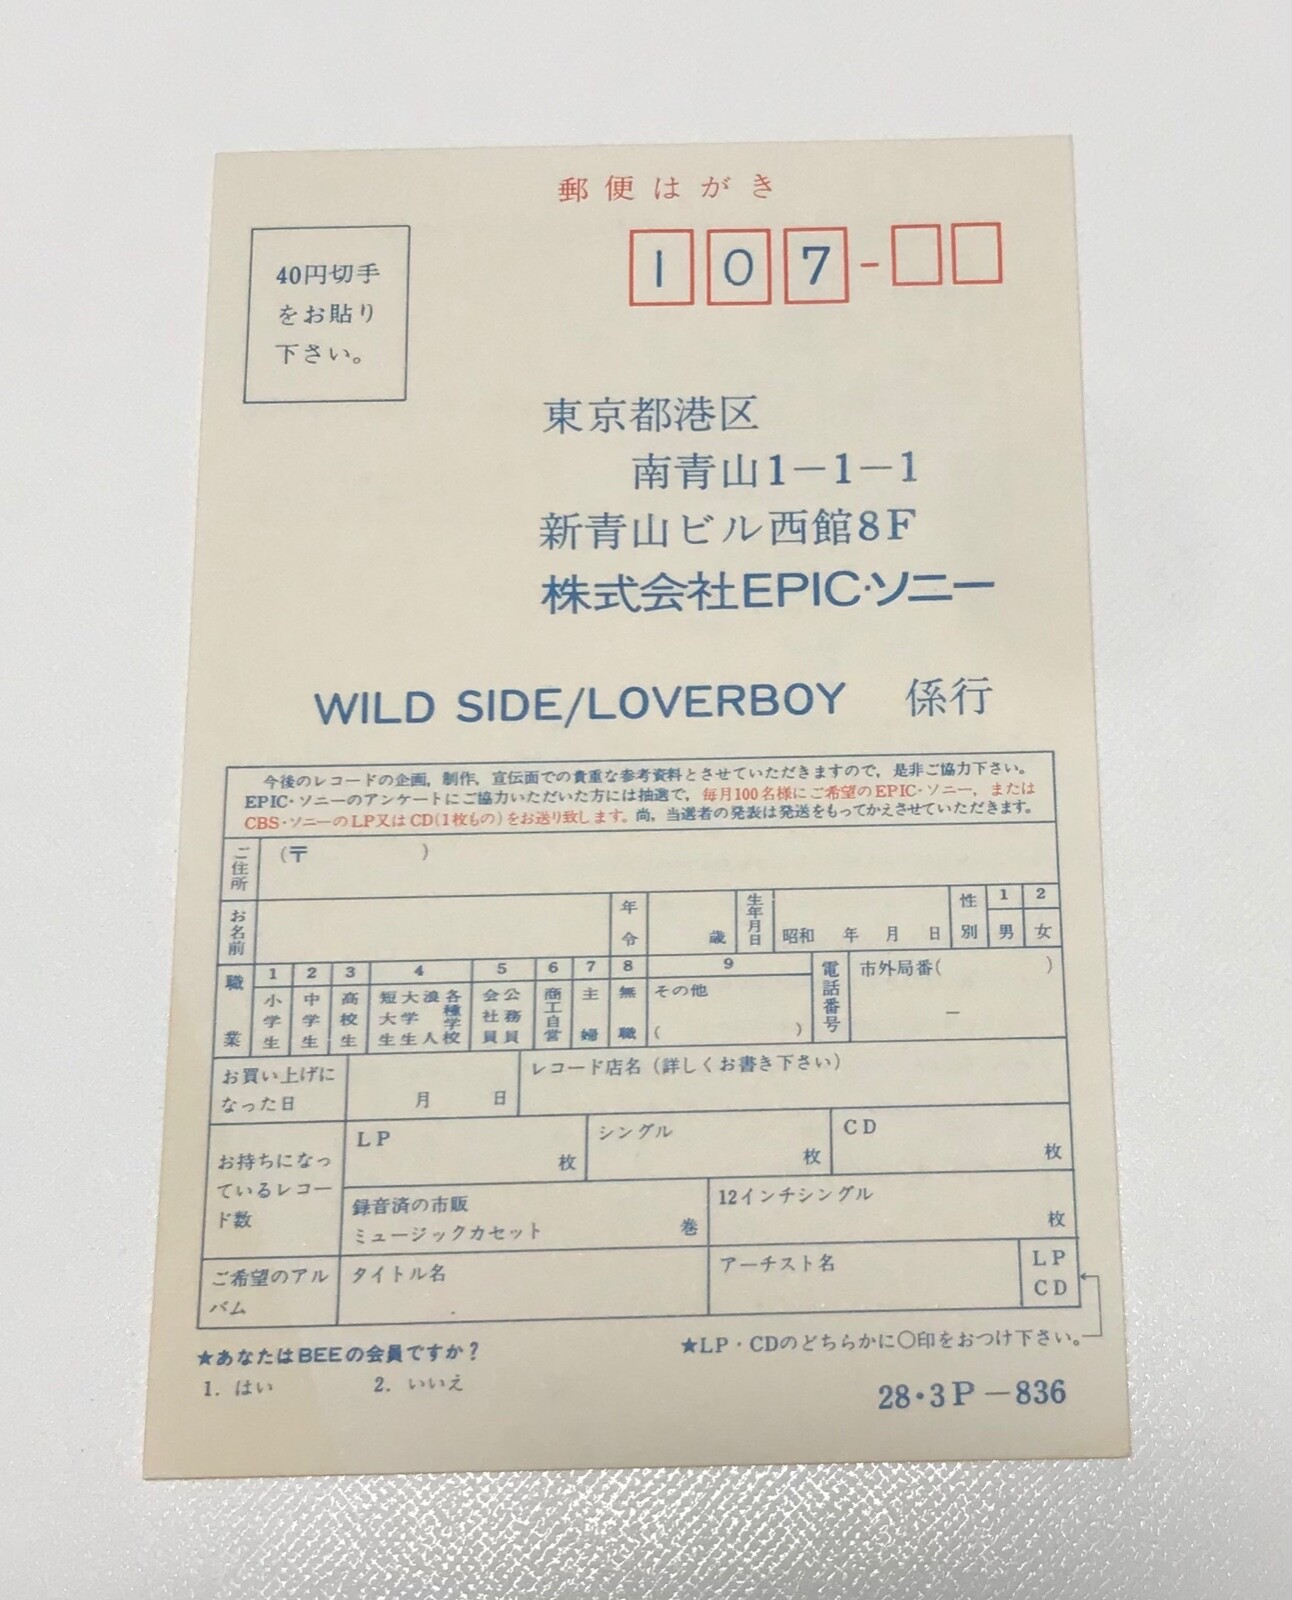 郵便はがき
40円切手
をお貼り
下さい。
107-
東京都港区
南青山1－1－1
新青山ビル西館8F
株式会社EPIC・ソニー
WILD SIDE/LOVERBOY 係行
今後のレコードの企画，制作，宣伝面での貴重な参考資料とさせていただきますので，是非ご協力下さい。
EPIC・ソニーのアンケートにご協力いただいた方には抽選で，毎月100名様にご希望のEPIC・ソニー，または
CBS・ソニーのLP又はCD(1枚もの)をお送り致します。尚，当選者の発表は発送をもってかえさせていただきます。
ご住所
(〒 )
お名前
年令
歳
生年月日
昭和 年 月 日
性別
1 男
2 女
職業
1 小学生
2 中学生
3 高校生
4 短大生 大学生 浪人 各種学校
5 会社員 公務員
6 商工自営
7 主婦
8 無職
9 その他
( )
電話番号
市外局番( )
－
お買い上げに
なった日
月 日
レコード店名（詳しくお書き下さい）
お持ちになっ
ているレコー
ド数
LP
枚
シングル
枚
CD
枚
録音済の市販
ミュージックカセット
巻
12インチシングル
枚
ご希望のアル
バム
タイトル名
アーチスト名
LP
CD
★あなたはBEEの会員ですか？
1. はい 2. いいえ
★LP・CDのどちらかに○印をおつけ下さい。
28・3P－836